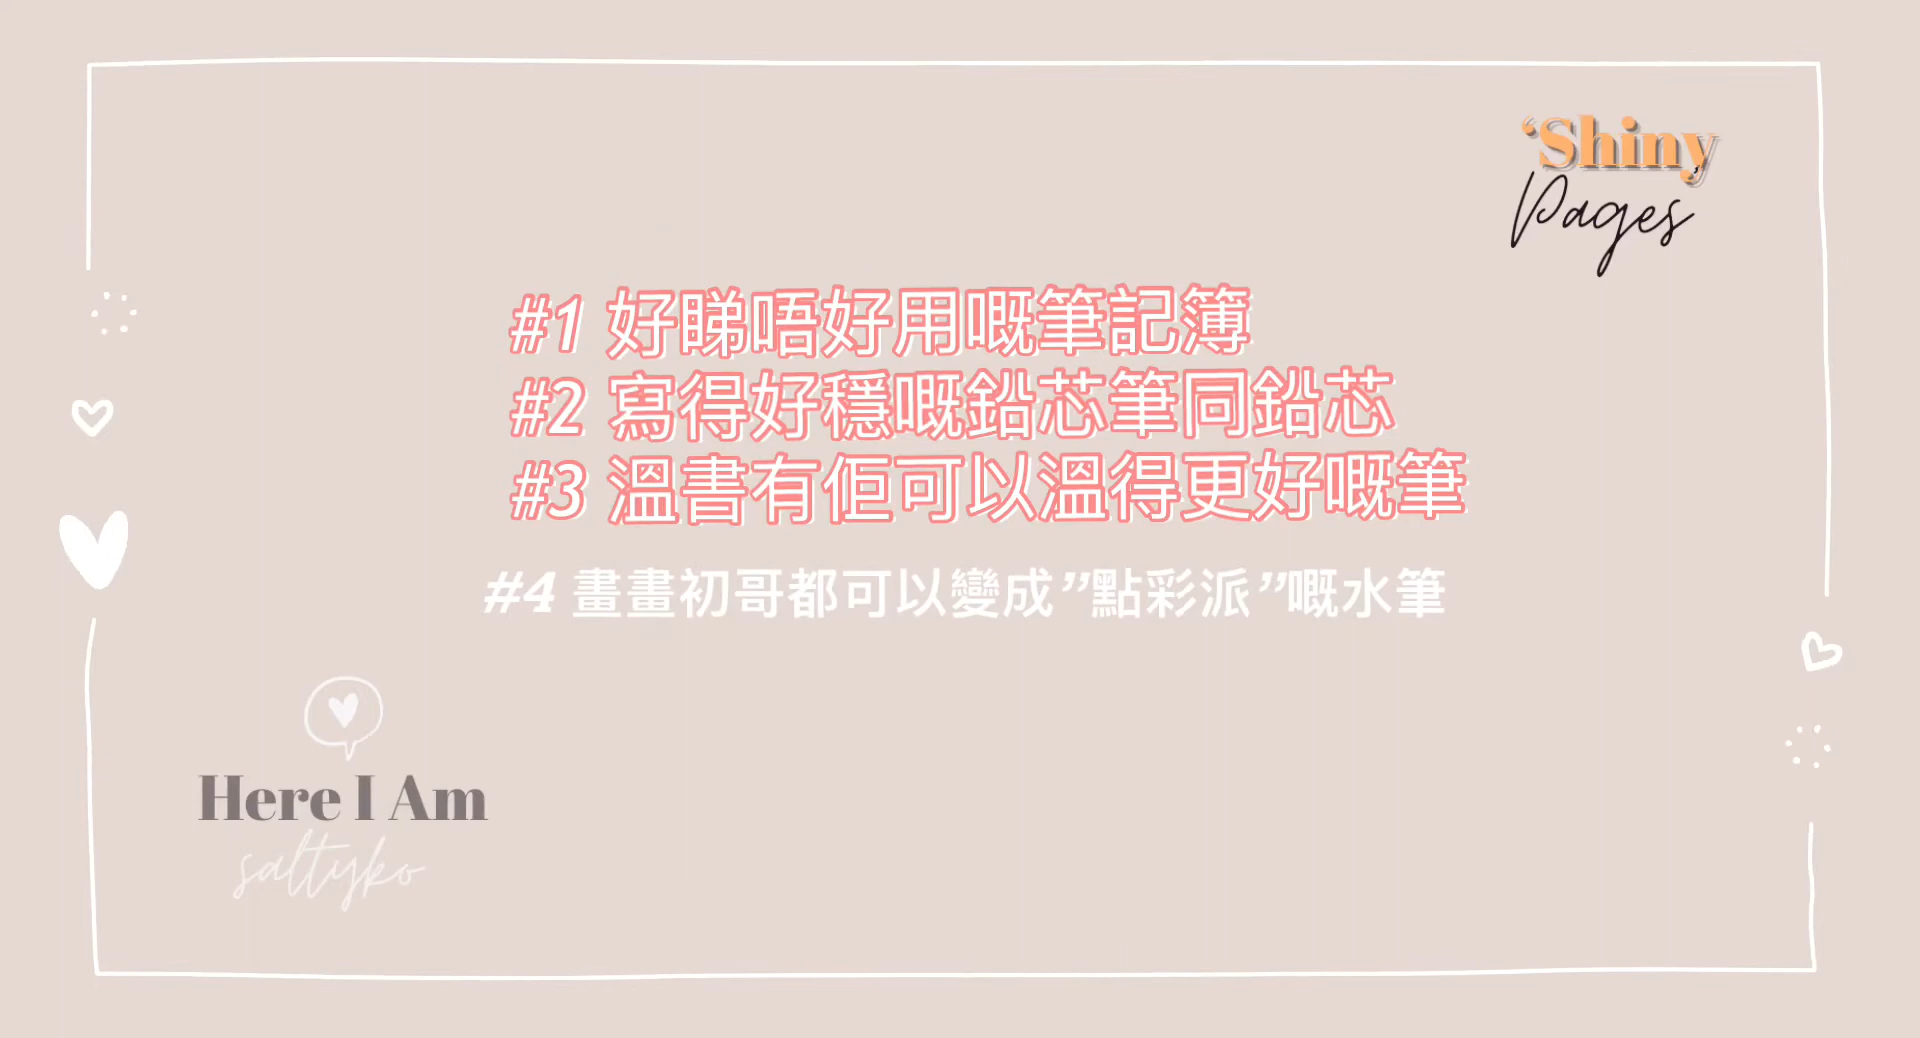 ‘Shiny
Pages
#1 好睇唔好用嘅筆記簿
#2 寫得好穩嘅鉛芯筆同鉛芯
#3 溫書有佢可以溫得更好嘅筆
#4 畫畫初哥都可以變成”點彩派”嘅水筆
Here I Am
saltyko